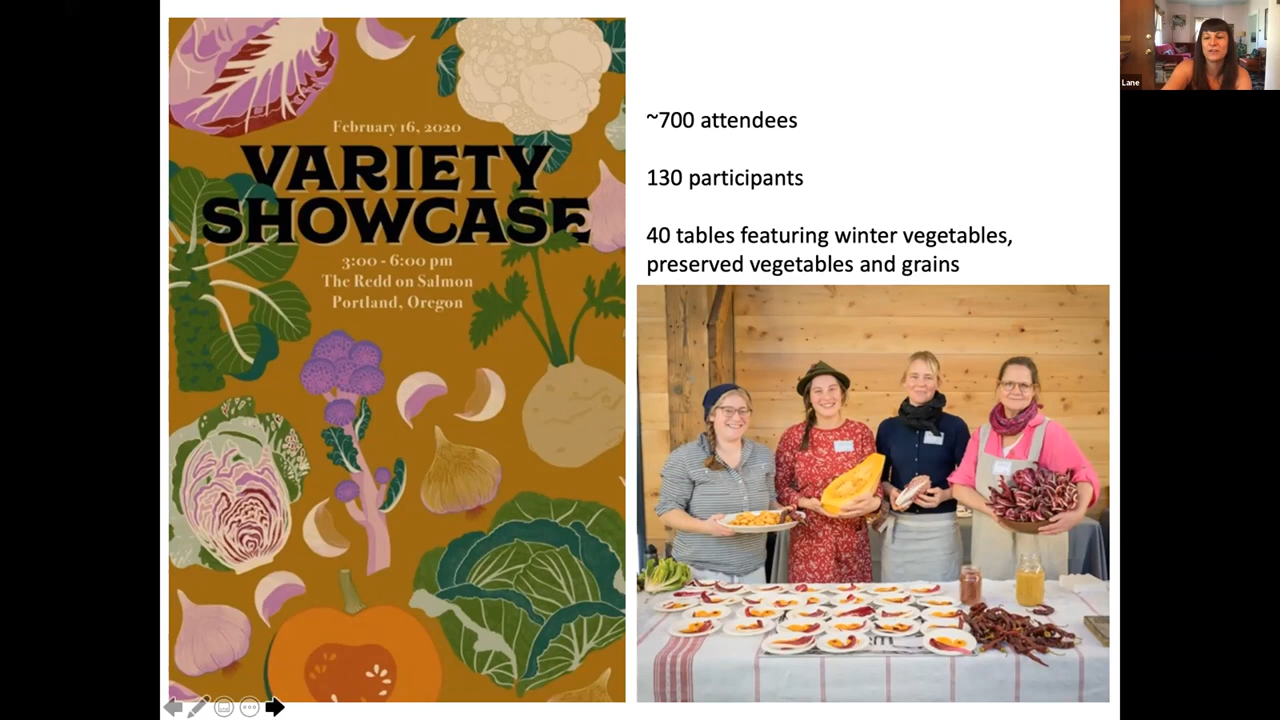 February 16, 2020
VARIETY
SHOWCASE
3:00 - 6:00 pm
The Redd on Salmon
Portland, Oregon
~700 attendees
130 participants
40 tables featuring winter vegetables,
preserved vegetables and grains
Lane